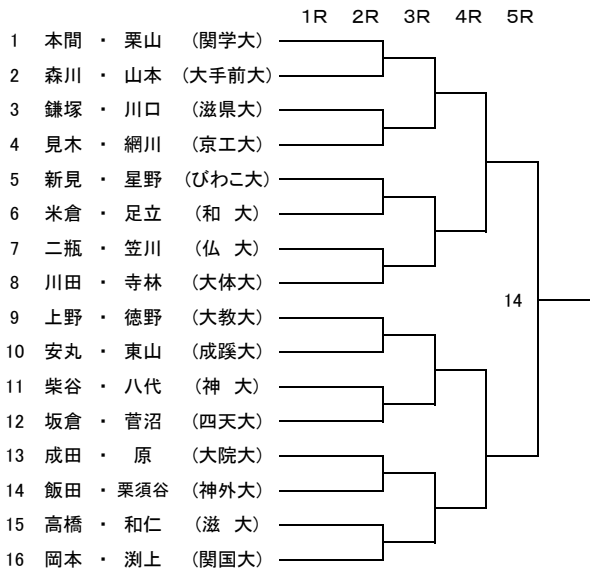 1R 2R 3R 4R 5R
1 本間 ・ 栗山 (関学大)
2 森川 ・ 山本 (大手前大)
3 鎌塚 ・ 川口 (滋県大)
4 見木 ・ 網川 (京工大)
5 新見 ・ 星野 (びわこ大)
6 米倉 ・ 足立 (和 大)
7 二瓶 ・ 笠川 (仏 大)
8 川田 ・ 寺林 (大体大)
14
9 上野 ・ 徳野 (大教大)
10 安丸 ・ 東山 (成蹊大)
11 柴谷 ・ 八代 (神 大)
12 坂倉 ・ 菅沼 (四天大)
13 成田 ・ 原 (大院大)
14 飯田 ・ 栗須谷 (神外大)
15 高橋 ・ 和仁 (滋 大)
16 岡本 ・ 渕上 (関国大)